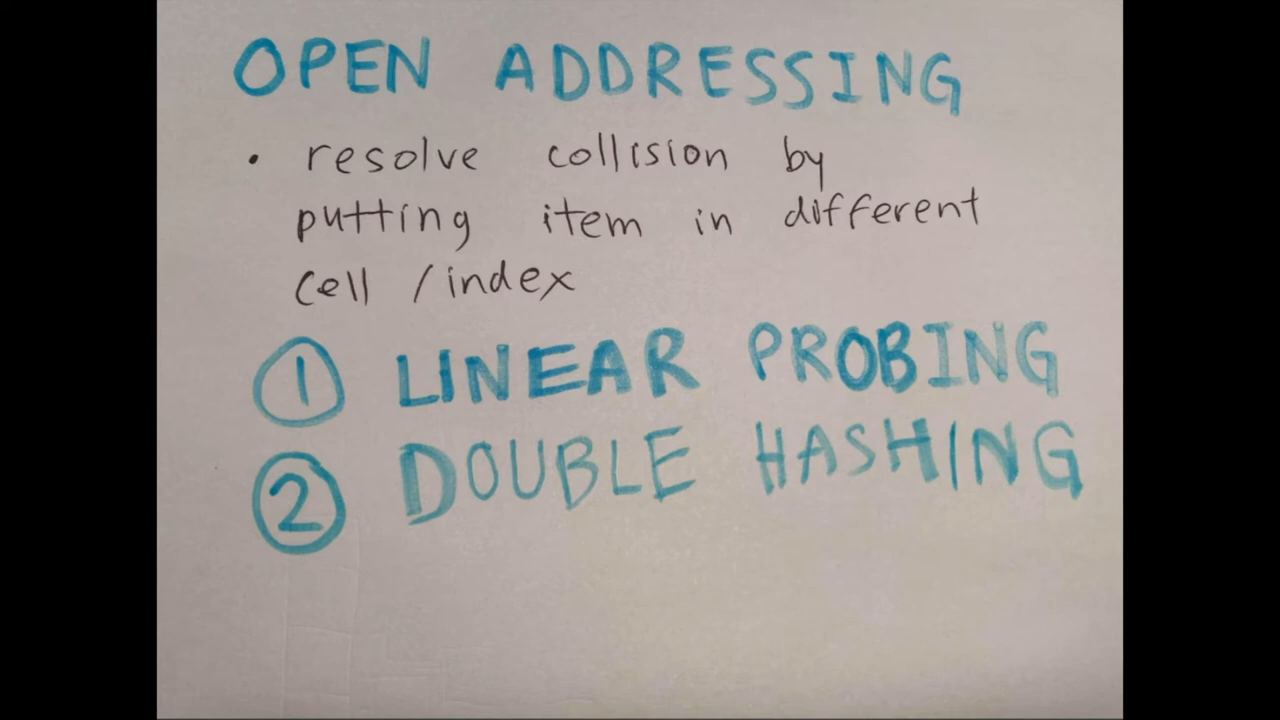 OPEN ADDRESSING
• resolve collision by
putting item in different
cell /index
① LINEAR PROBING
② DOUBLE HASHING